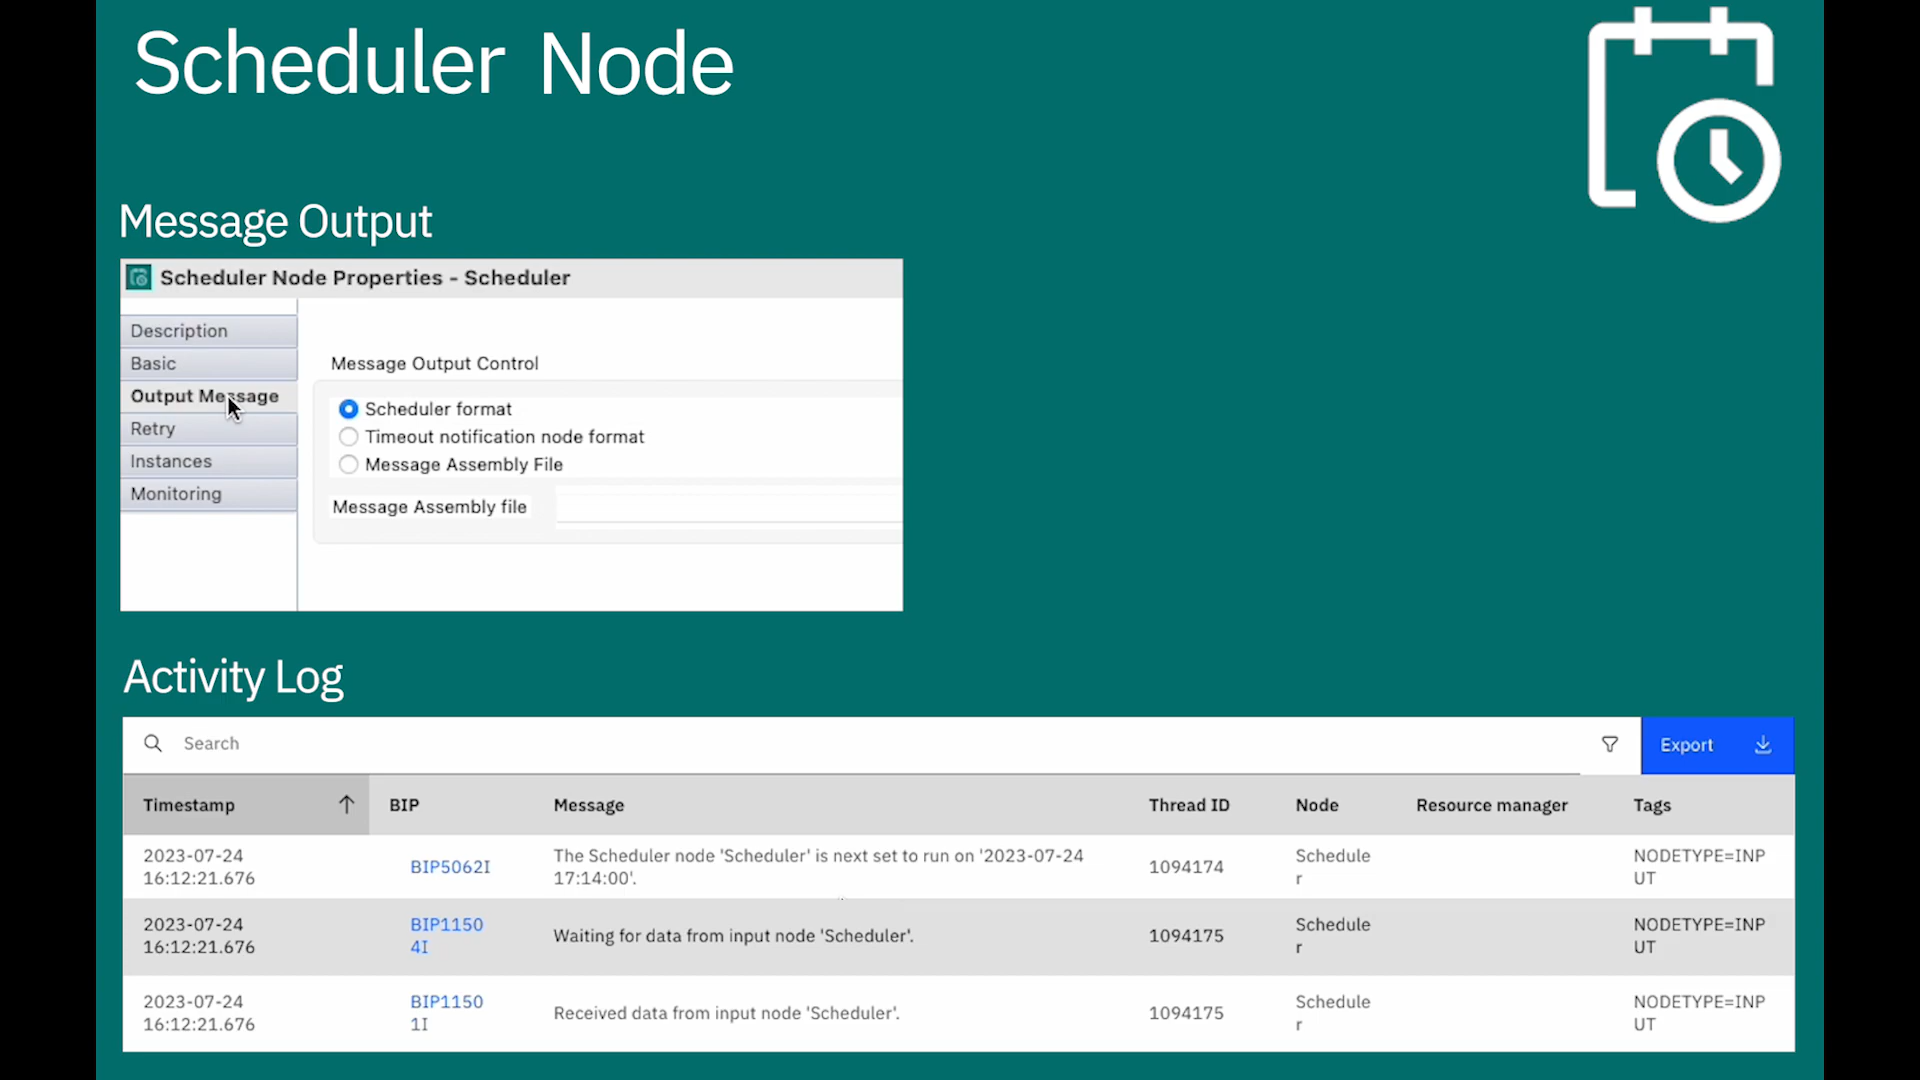 Scheduler Node
Message Output
Scheduler Node Properties - Scheduler
Description
Basic
Output Message
Retry
Instances
Monitoring
Message Output Control
Scheduler format
Timeout notification node format
Message Assembly File
Message Assembly file
Activity Log
Search
Export
Timestamp BIP Message Thread ID Node Resource manager Tags
2023-07-24
16:12:21.676
BIP5062I
The Scheduler node 'Scheduler' is next set to run on '2023-07-24
17:14:00'.
1094174
Schedule
r
NODETYPE=INP
UT
2023-07-24
16:12:21.676
BIP1150
4I
Waiting for data from input node 'Scheduler'.
1094175
Schedule
r
NODETYPE=INP
UT
2023-07-24
16:12:21.676
BIP1150
1I
Received data from input node 'Scheduler'.
1094175
Schedule
r
NODETYPE=INP
UT